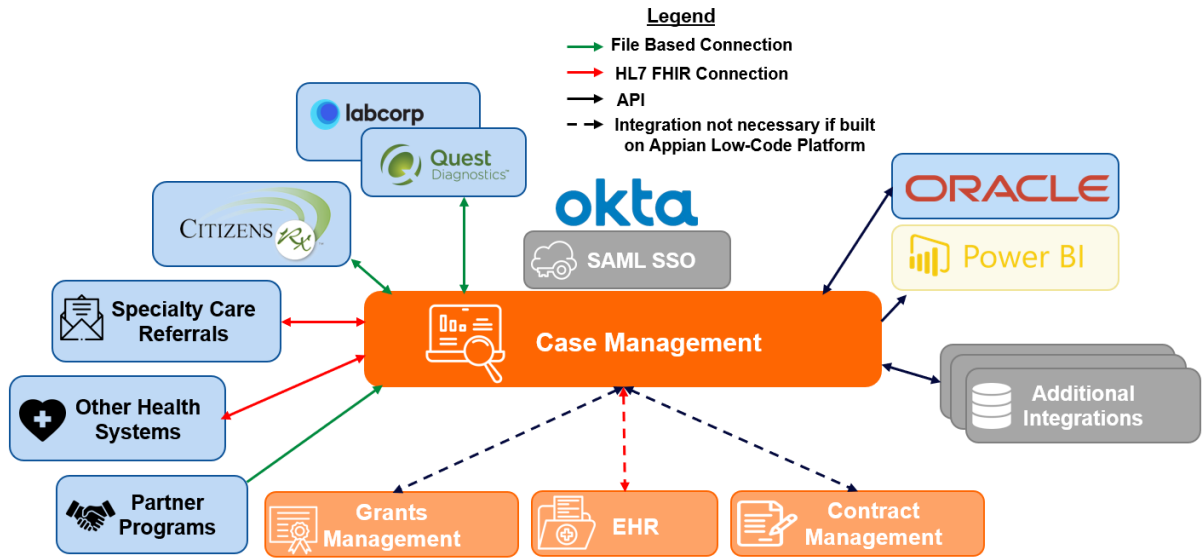 Legend
File Based Connection
HL7 FHIR Connection
API
Integration not necessary if built
on Appian Low-Code Platform
labcorp
Quest
Diagnostics™
CITIZENS
Rx™
okta
SAML SSO
ORACLE
Power BI
Specialty Care
Referrals
Case Management
Other Health
Systems
Additional
Integrations
Partner
Programs
Grants
Management
EHR
Contract
Management